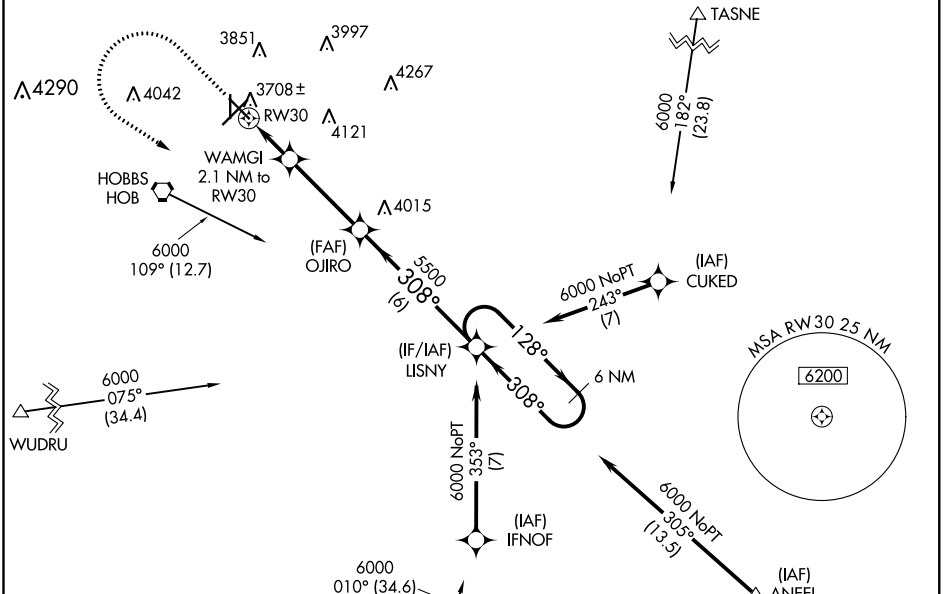 TASNE
3851
3997
4290
4042
3708±
4267
RW30
4121
6000
182°
(23.8)
WAMGI
2.1 NM to
RW30
HOBBS
HOB
4015
6000
109° (12.7)
(FAF)
OJIRO
5500
308°
(6)
(IAF)
CUKED
6000 NoPT
243°
(7)
MSA RW30 25 NM
6200
(IF/IAF)
LISNY
128°
308°
6 NM
6000
075°
(34.4)
WUDRU
6000 NoPT
353°
(7)
(IAF)
IFNOF
6000 NoPT
305°
(13.5)
6000
010° (34.6)
(IAF)